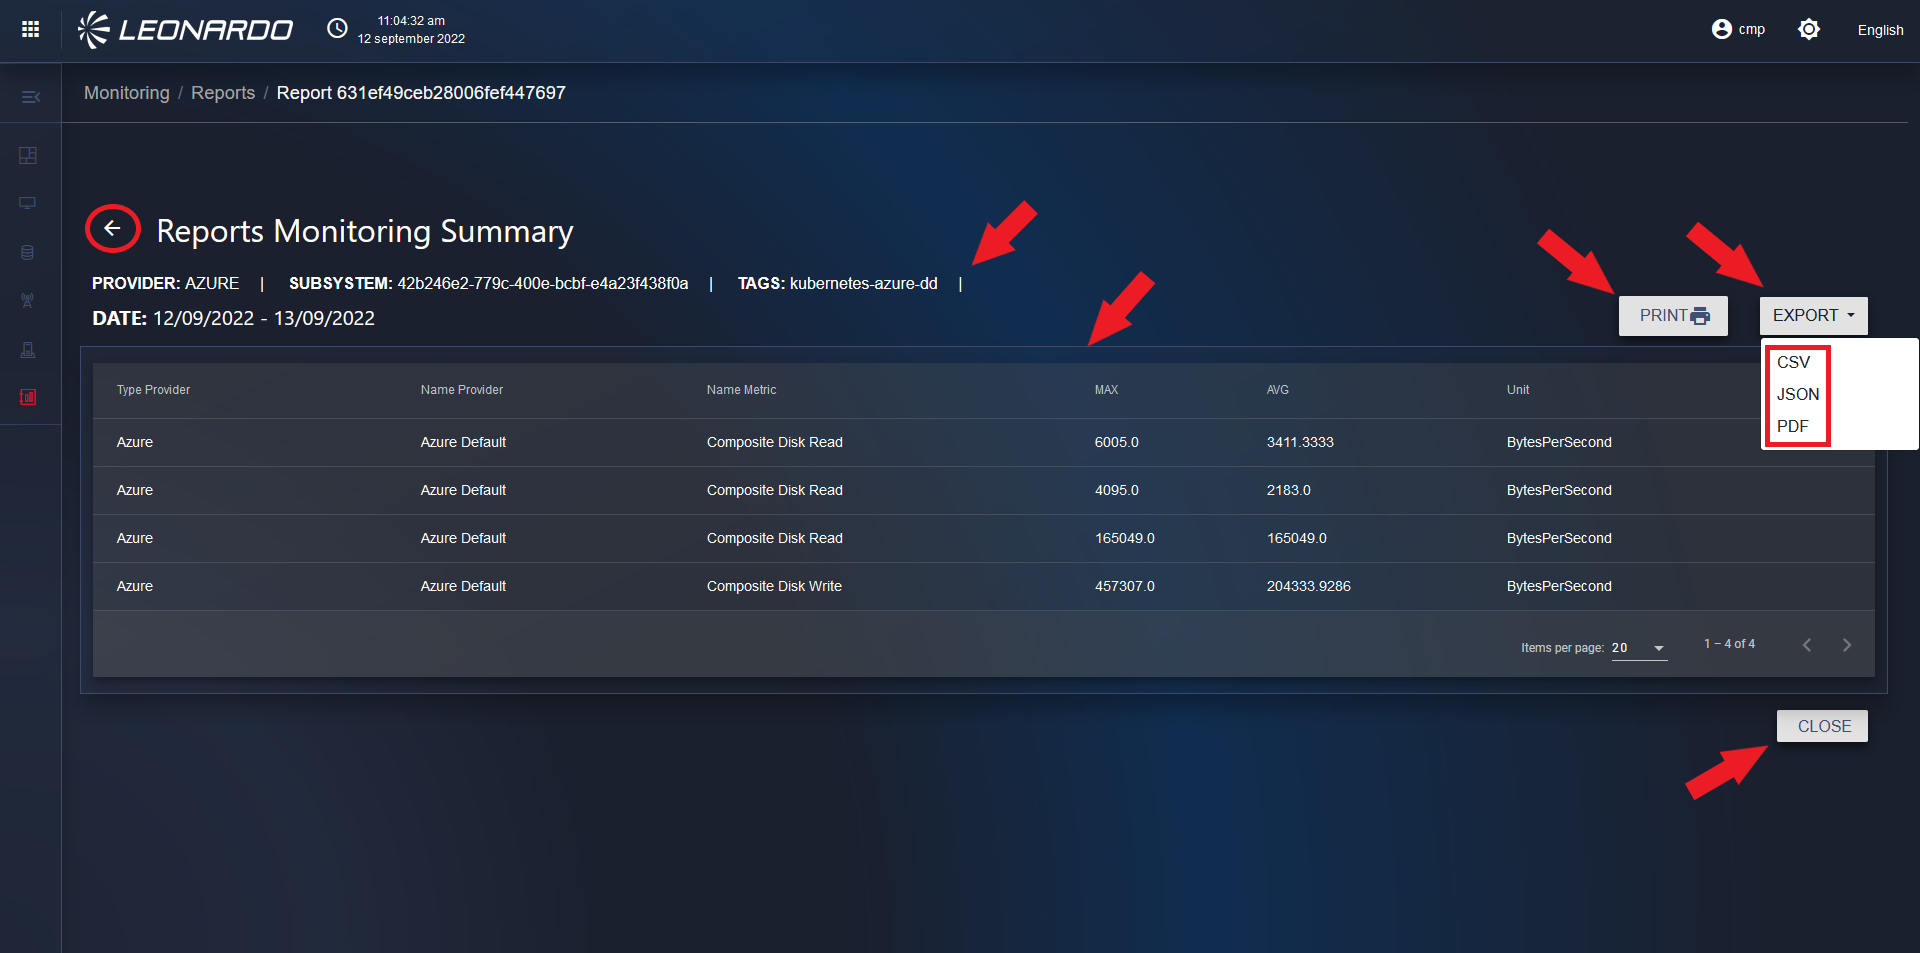 LEONARDO
11:04:32 am
12 september 2022
cmp
English
Monitoring / Reports / Report 631ef49ceb28006fef447697
Reports Monitoring Summary
PROVIDER: AZURE | SUBSYSTEM: 42b246e2-779c-400e-bcbf-e4a23f438f0a | TAGS: kubernetes-azure-dd |
DATE: 12/09/2022 - 13/09/2022
PRINT
EXPORT
CSV
JSON
PDF
Type Provider Name Provider Name Metric MAX AVG Unit
Azure Azure Default Composite Disk Read 6005.0 3411.3333 BytesPerSecond
Azure Azure Default Composite Disk Read 4095.0 2183.0 BytesPerSecond
Azure Azure Default Composite Disk Read 165049.0 165049.0 BytesPerSecond
Azure Azure Default Composite Disk Write 457307.0 204333.9286 BytesPerSecond
Items per page: 20 1 – 4 of 4
CLOSE